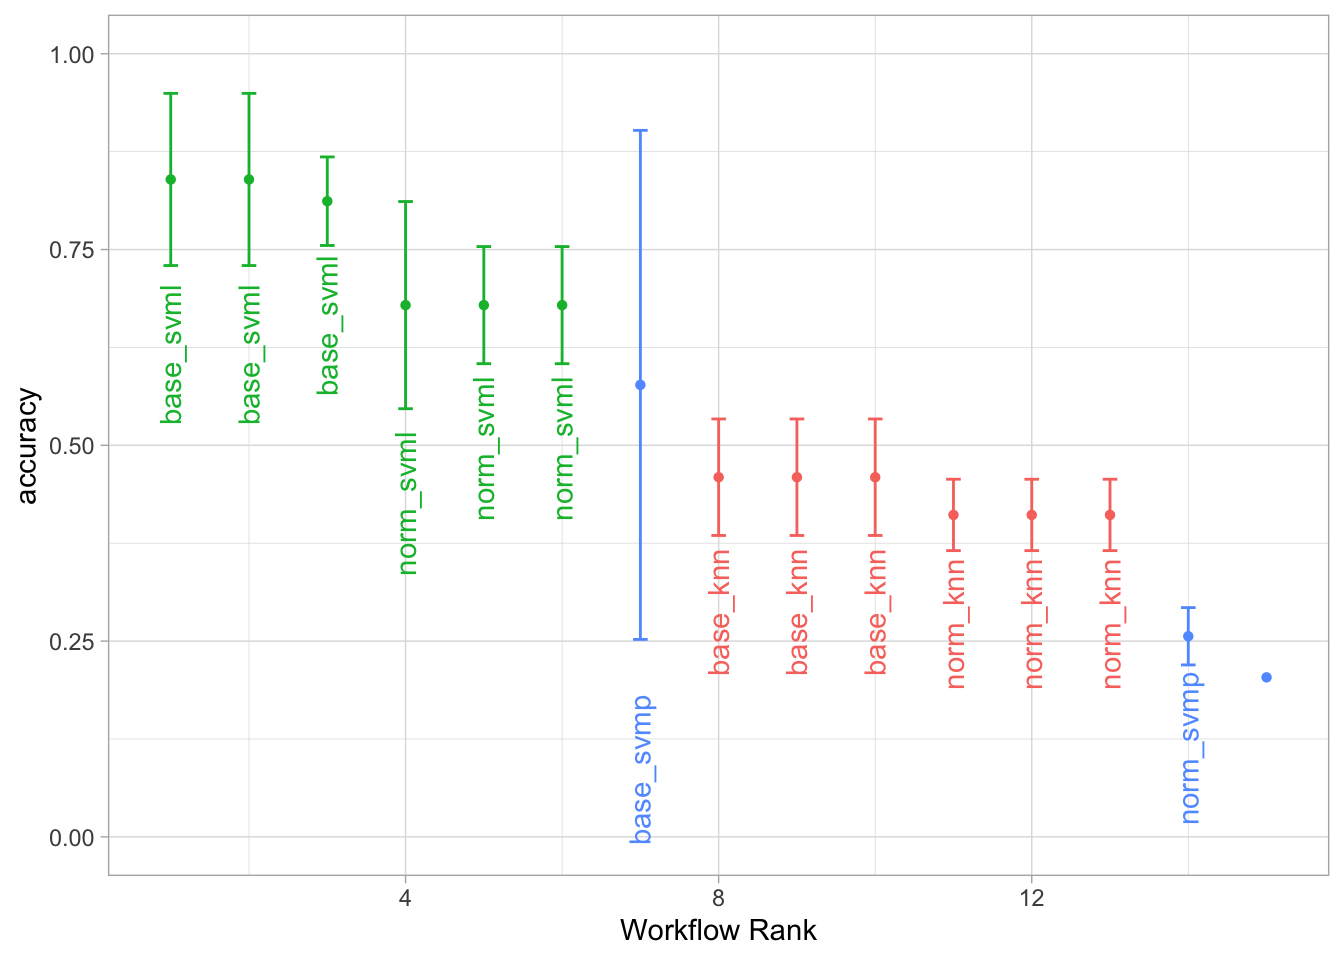 1.00
0.75
0.50
0.25
0.00
accuracy
base_svml
base_svml
base_svml
norm_svml
norm_svml
norm_svml
base_svmp
base_knn
base_knn
base_knn
norm_knn
norm_knn
norm_knn
norm_svmp
4
8
12
Workflow Rank